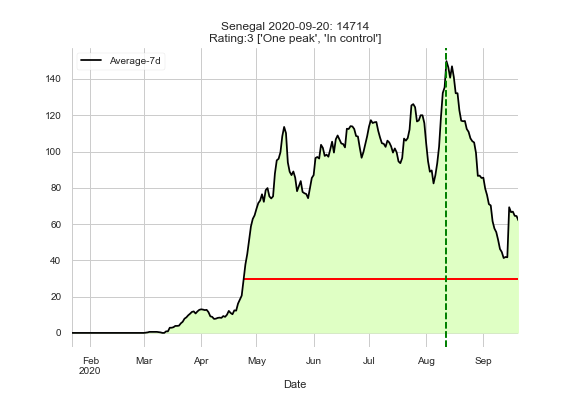 Senegal 2020-09-20: 14714
Rating:3 ['One peak', 'In control']
Average-7d
140
120
100
80
60
40
20
0
Feb Mar Apr May Jun Jul Aug Sep
2020
Date